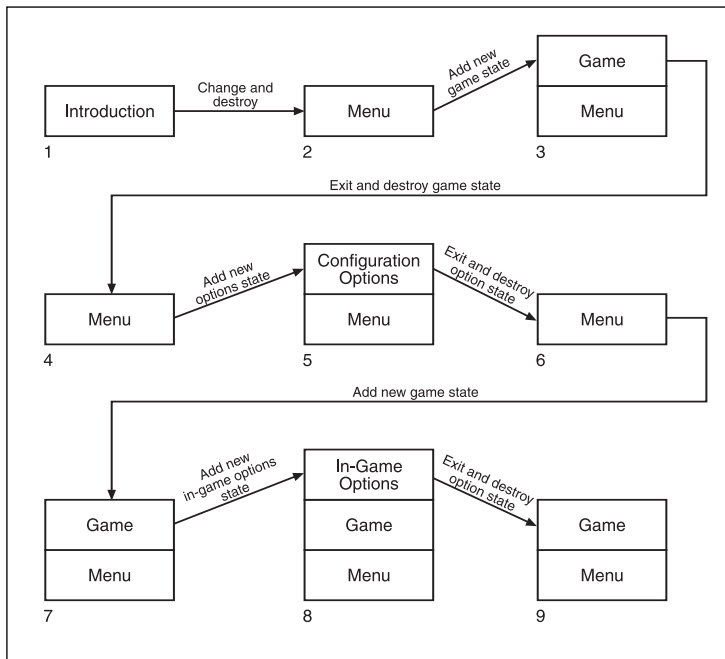 Introduction
1
Change and
destroy
Menu
2
Add new
game state
Game
Menu
3
Exit and destroy game state
Menu
4
Add new
options state
Configuration
Options
Menu
5
Exit and destroy
option state
Menu
6
Add new game state
Game
Menu
7
Add new
in-game options
state
In-Game
Options
Game
Menu
8
Exit and destroy
option state
Game
Menu
9